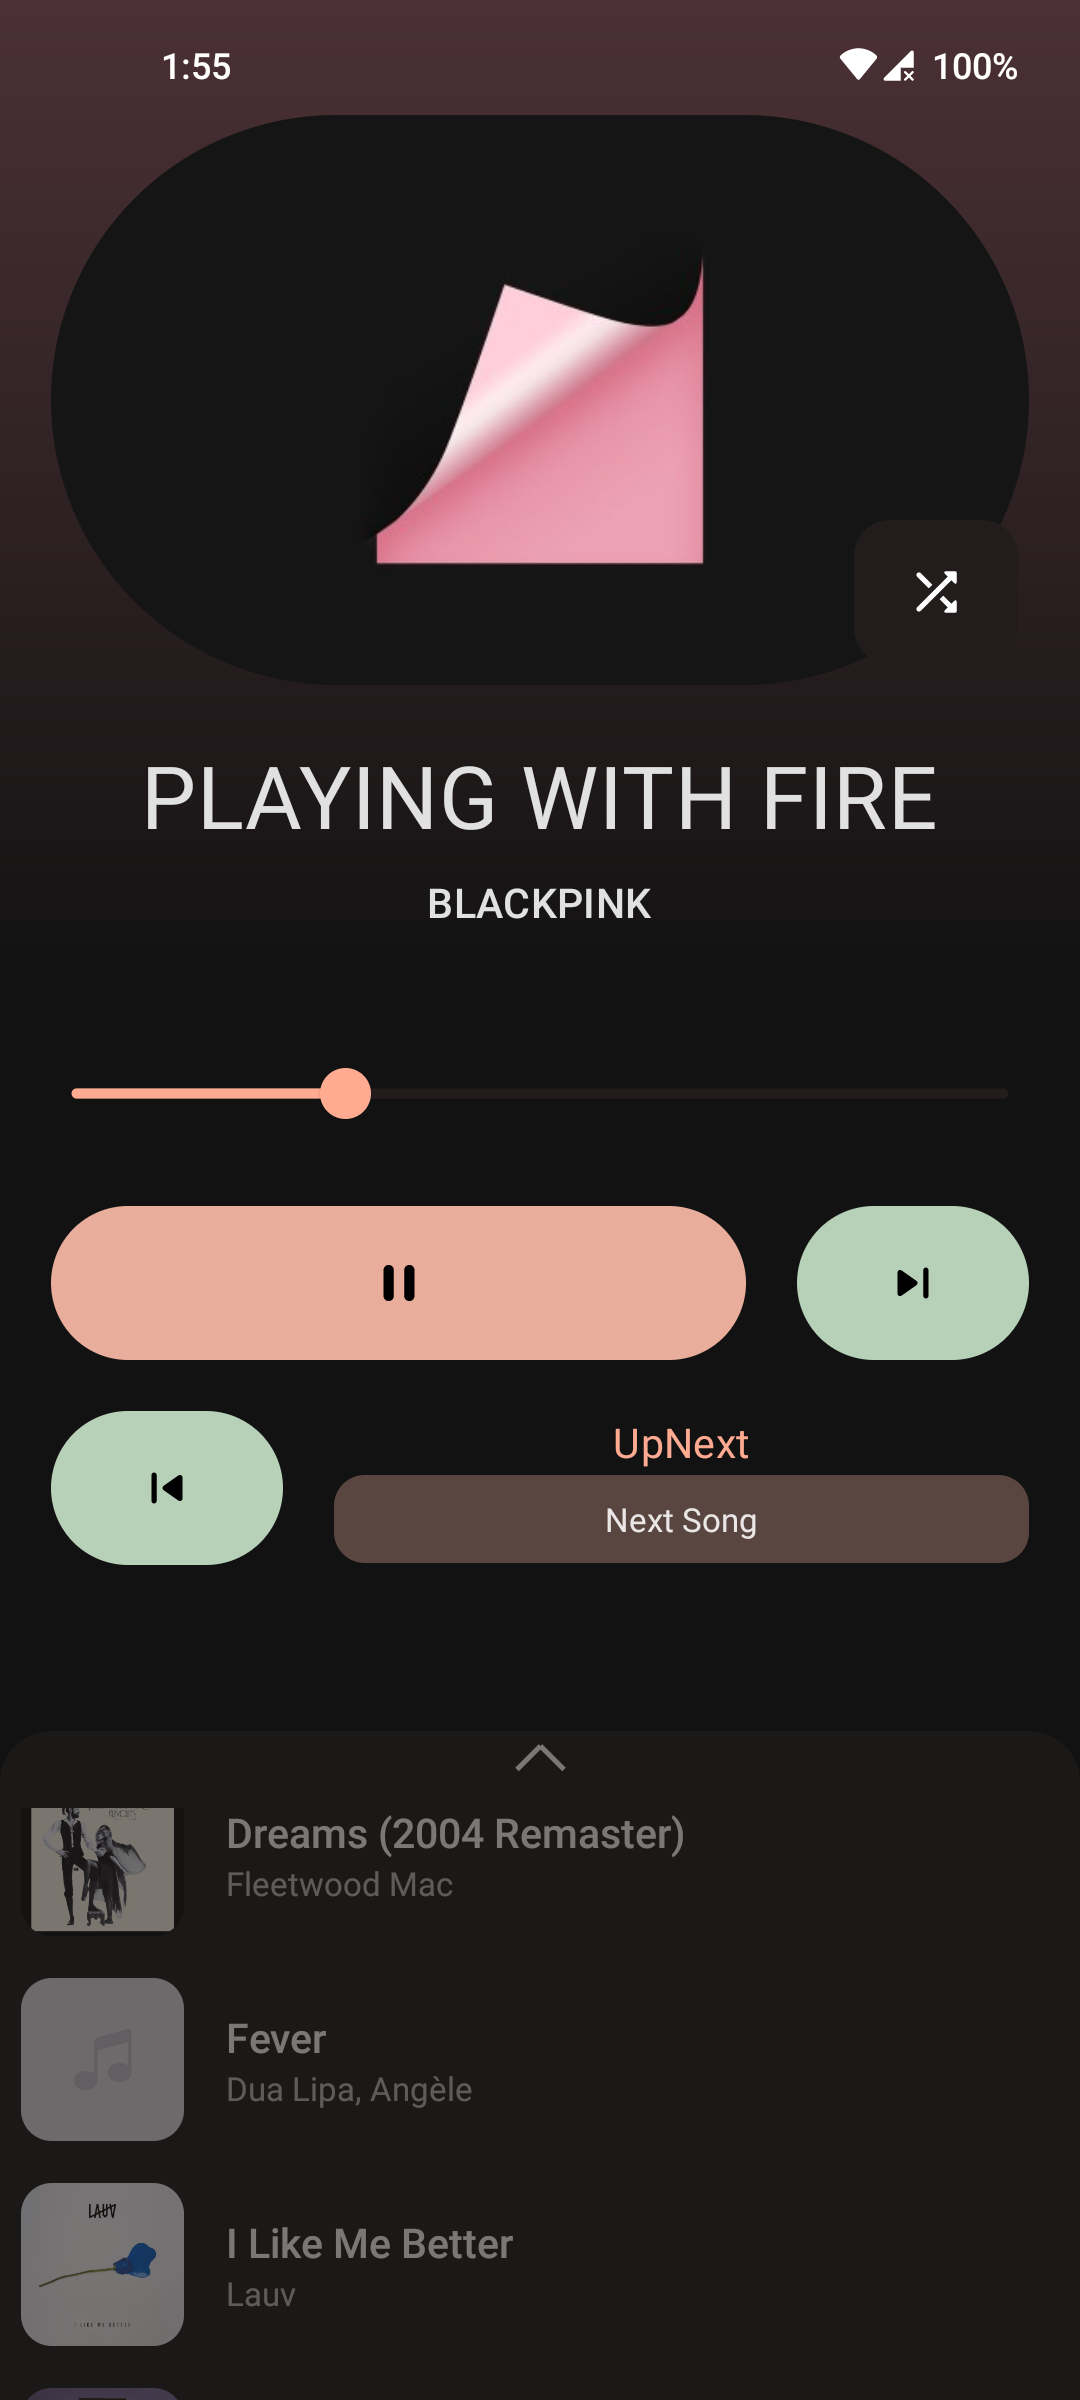 1:55
100%
PLAYING WITH FIRE
BLACKPINK
UpNext
Next Song
Dreams (2004 Remaster)
Fleetwood Mac
Fever
Dua Lipa, Angèle
LAUV
I Like Me Better
Lauv